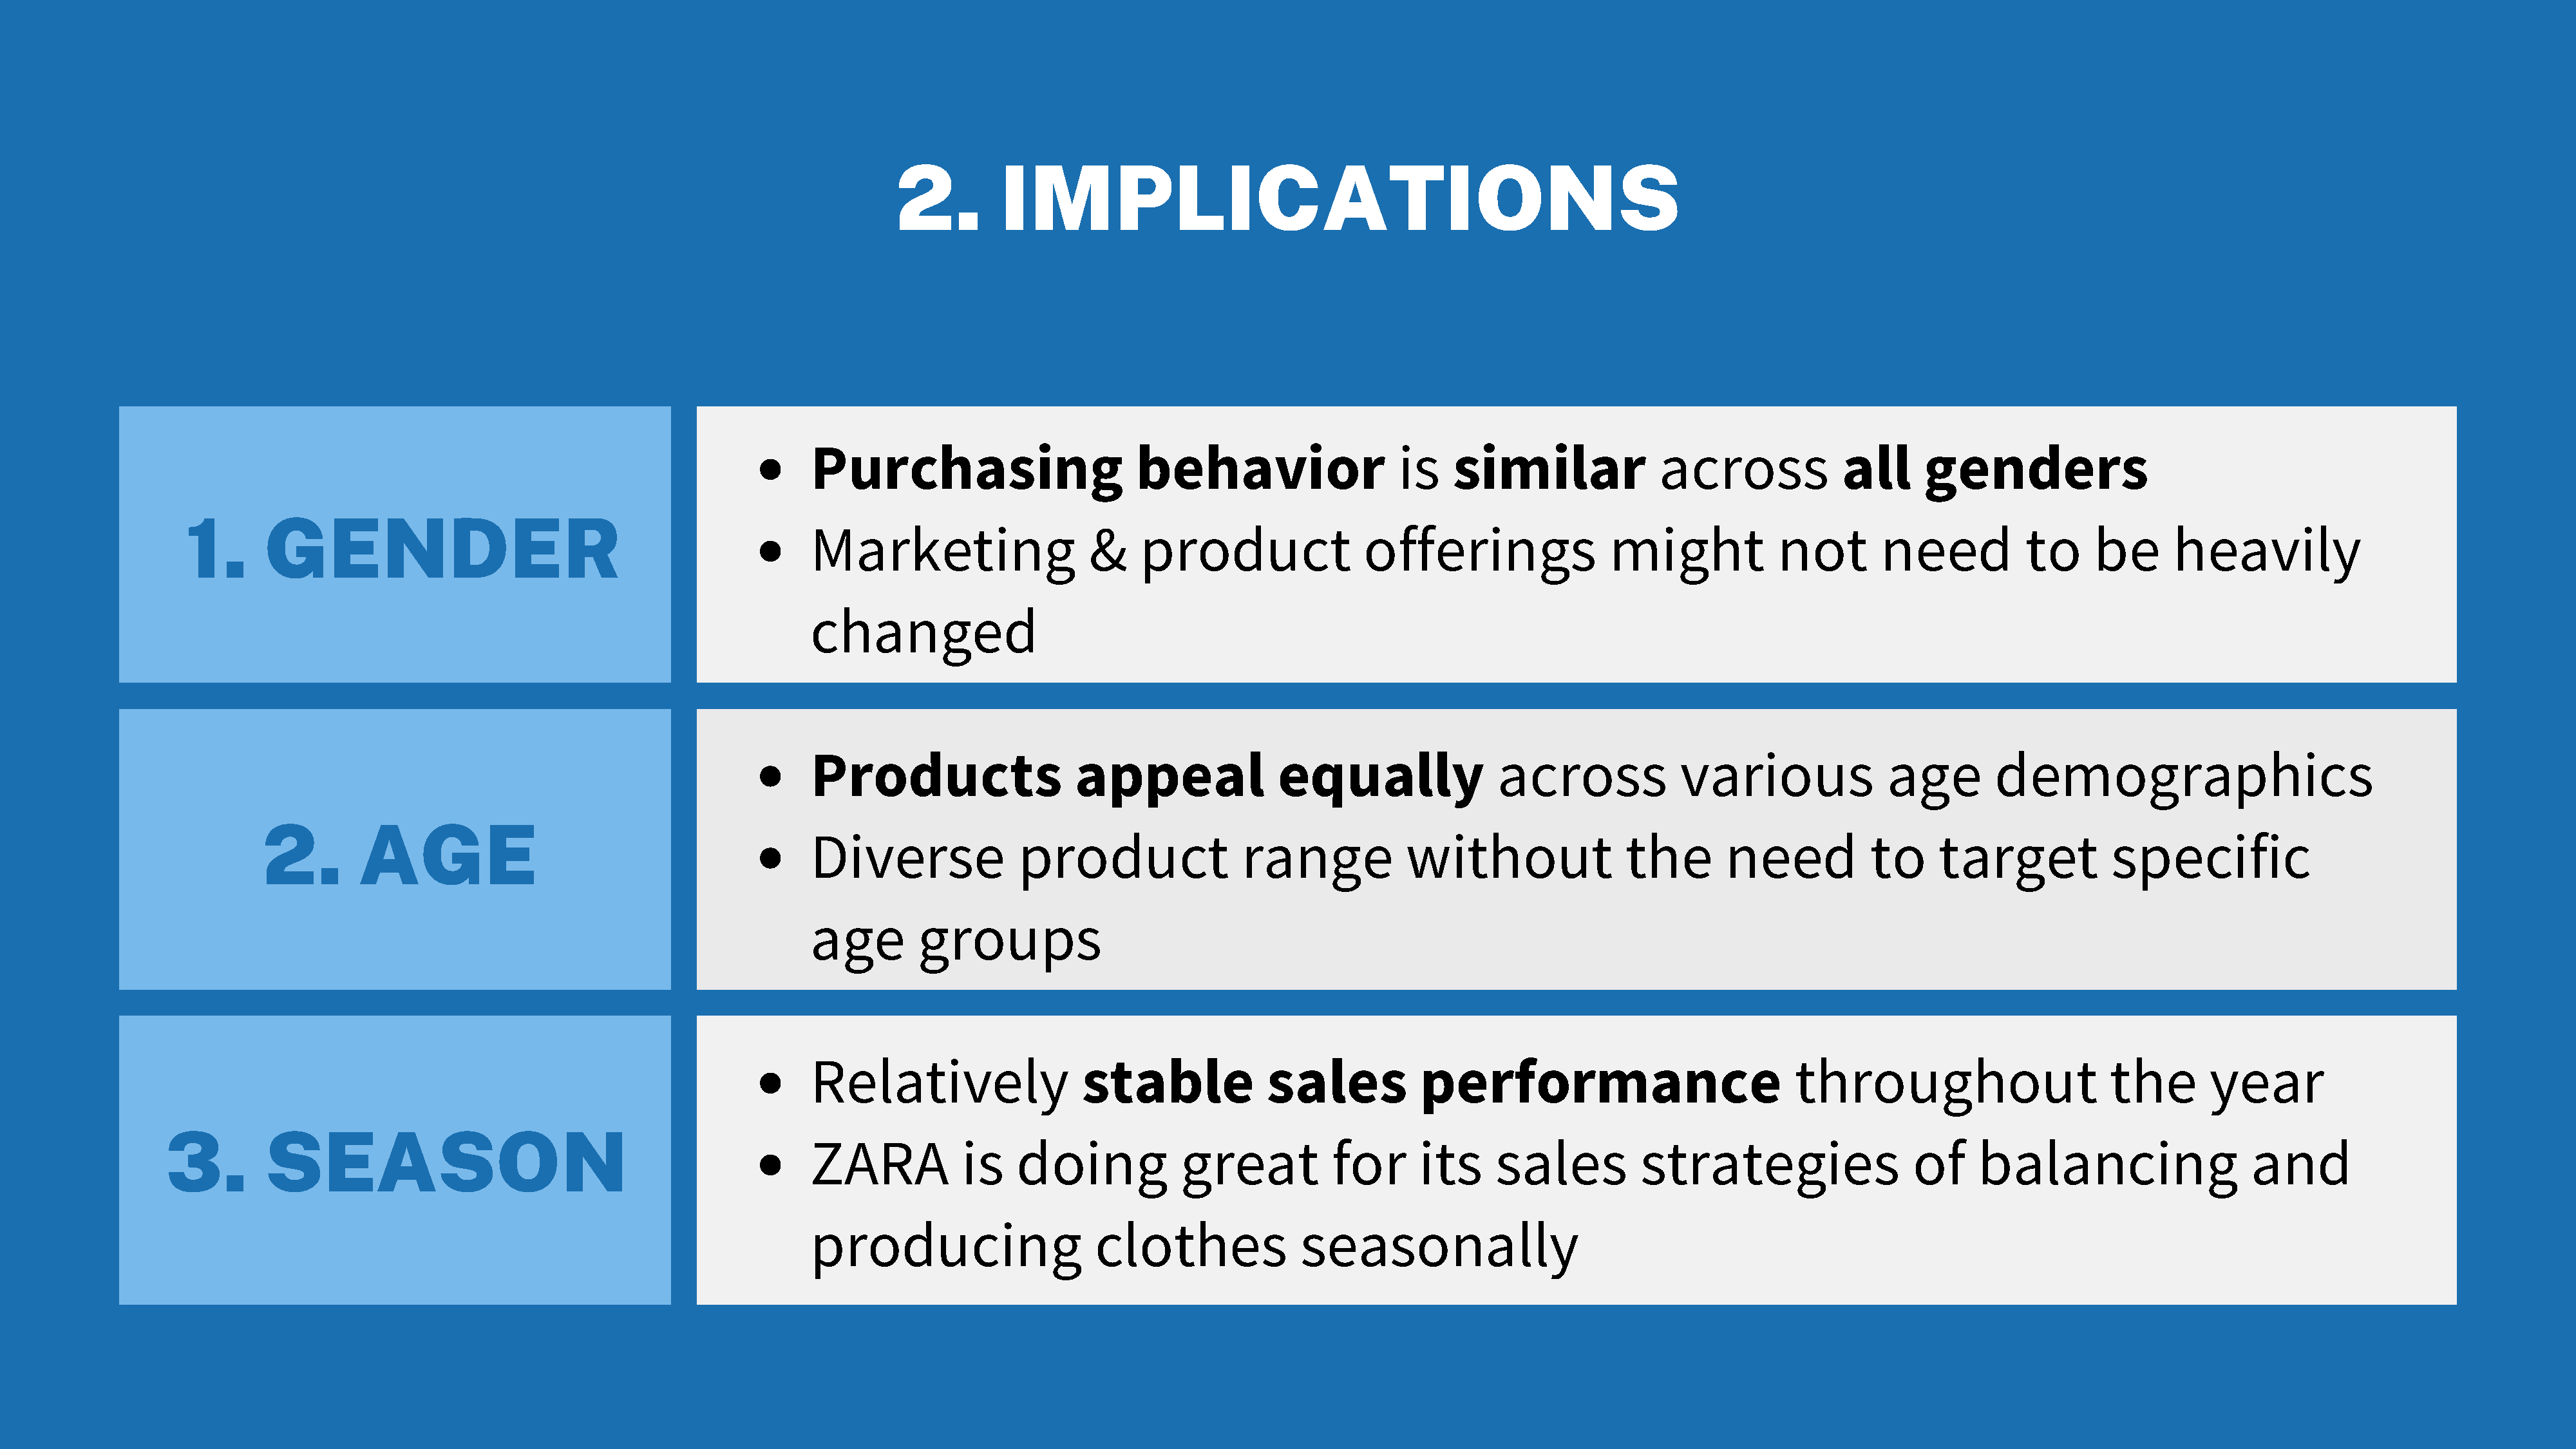 2. IMPLICATIONS
1. GENDER
• Purchasing behavior is similar across all genders
• Marketing & product offerings might not need to be heavily
changed
2. AGE
• Products appeal equally across various age demographics
• Diverse product range without the need to target specific
age groups
3. SEASON
• Relatively stable sales performance throughout the year
• ZARA is doing great for its sales strategies of balancing and
producing clothes seasonally